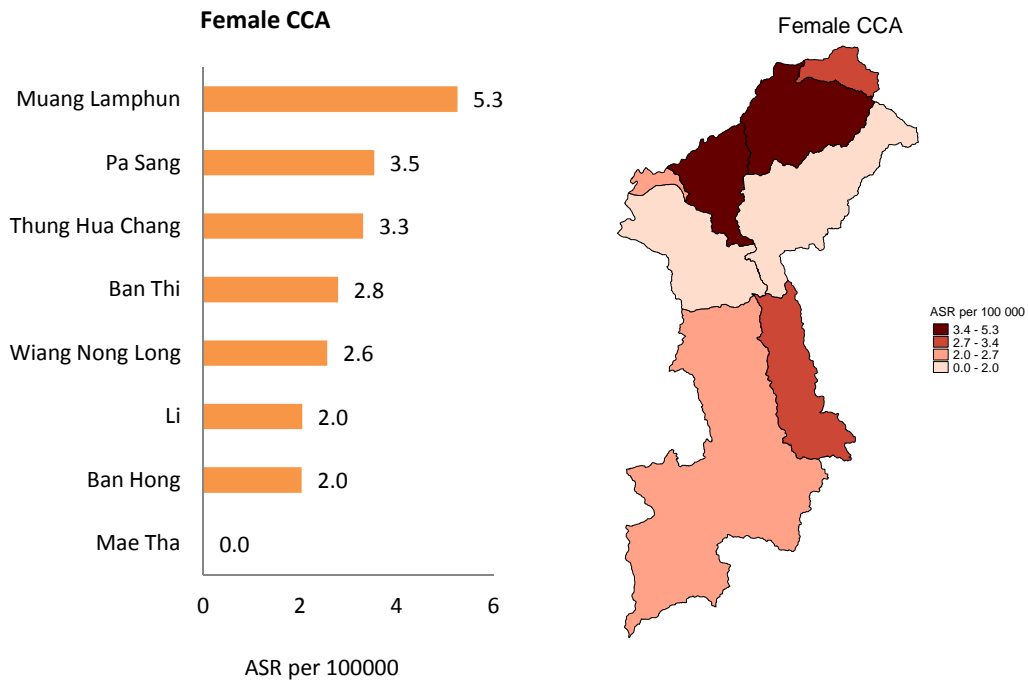 Female CCA
Muang Lamphun 5.3
Pa Sang 3.5
Thung Hua Chang 3.3
Ban Thi 2.8
Wiang Nong Long 2.6
Li 2.0
Ban Hong 2.0
Mae Tha 0.0
0 2 4 6
ASR per 100000
Female CCA
ASR per 100 000
3.4 - 5.3
2.7 - 3.4
2.0 - 2.7
0.0 - 2.0